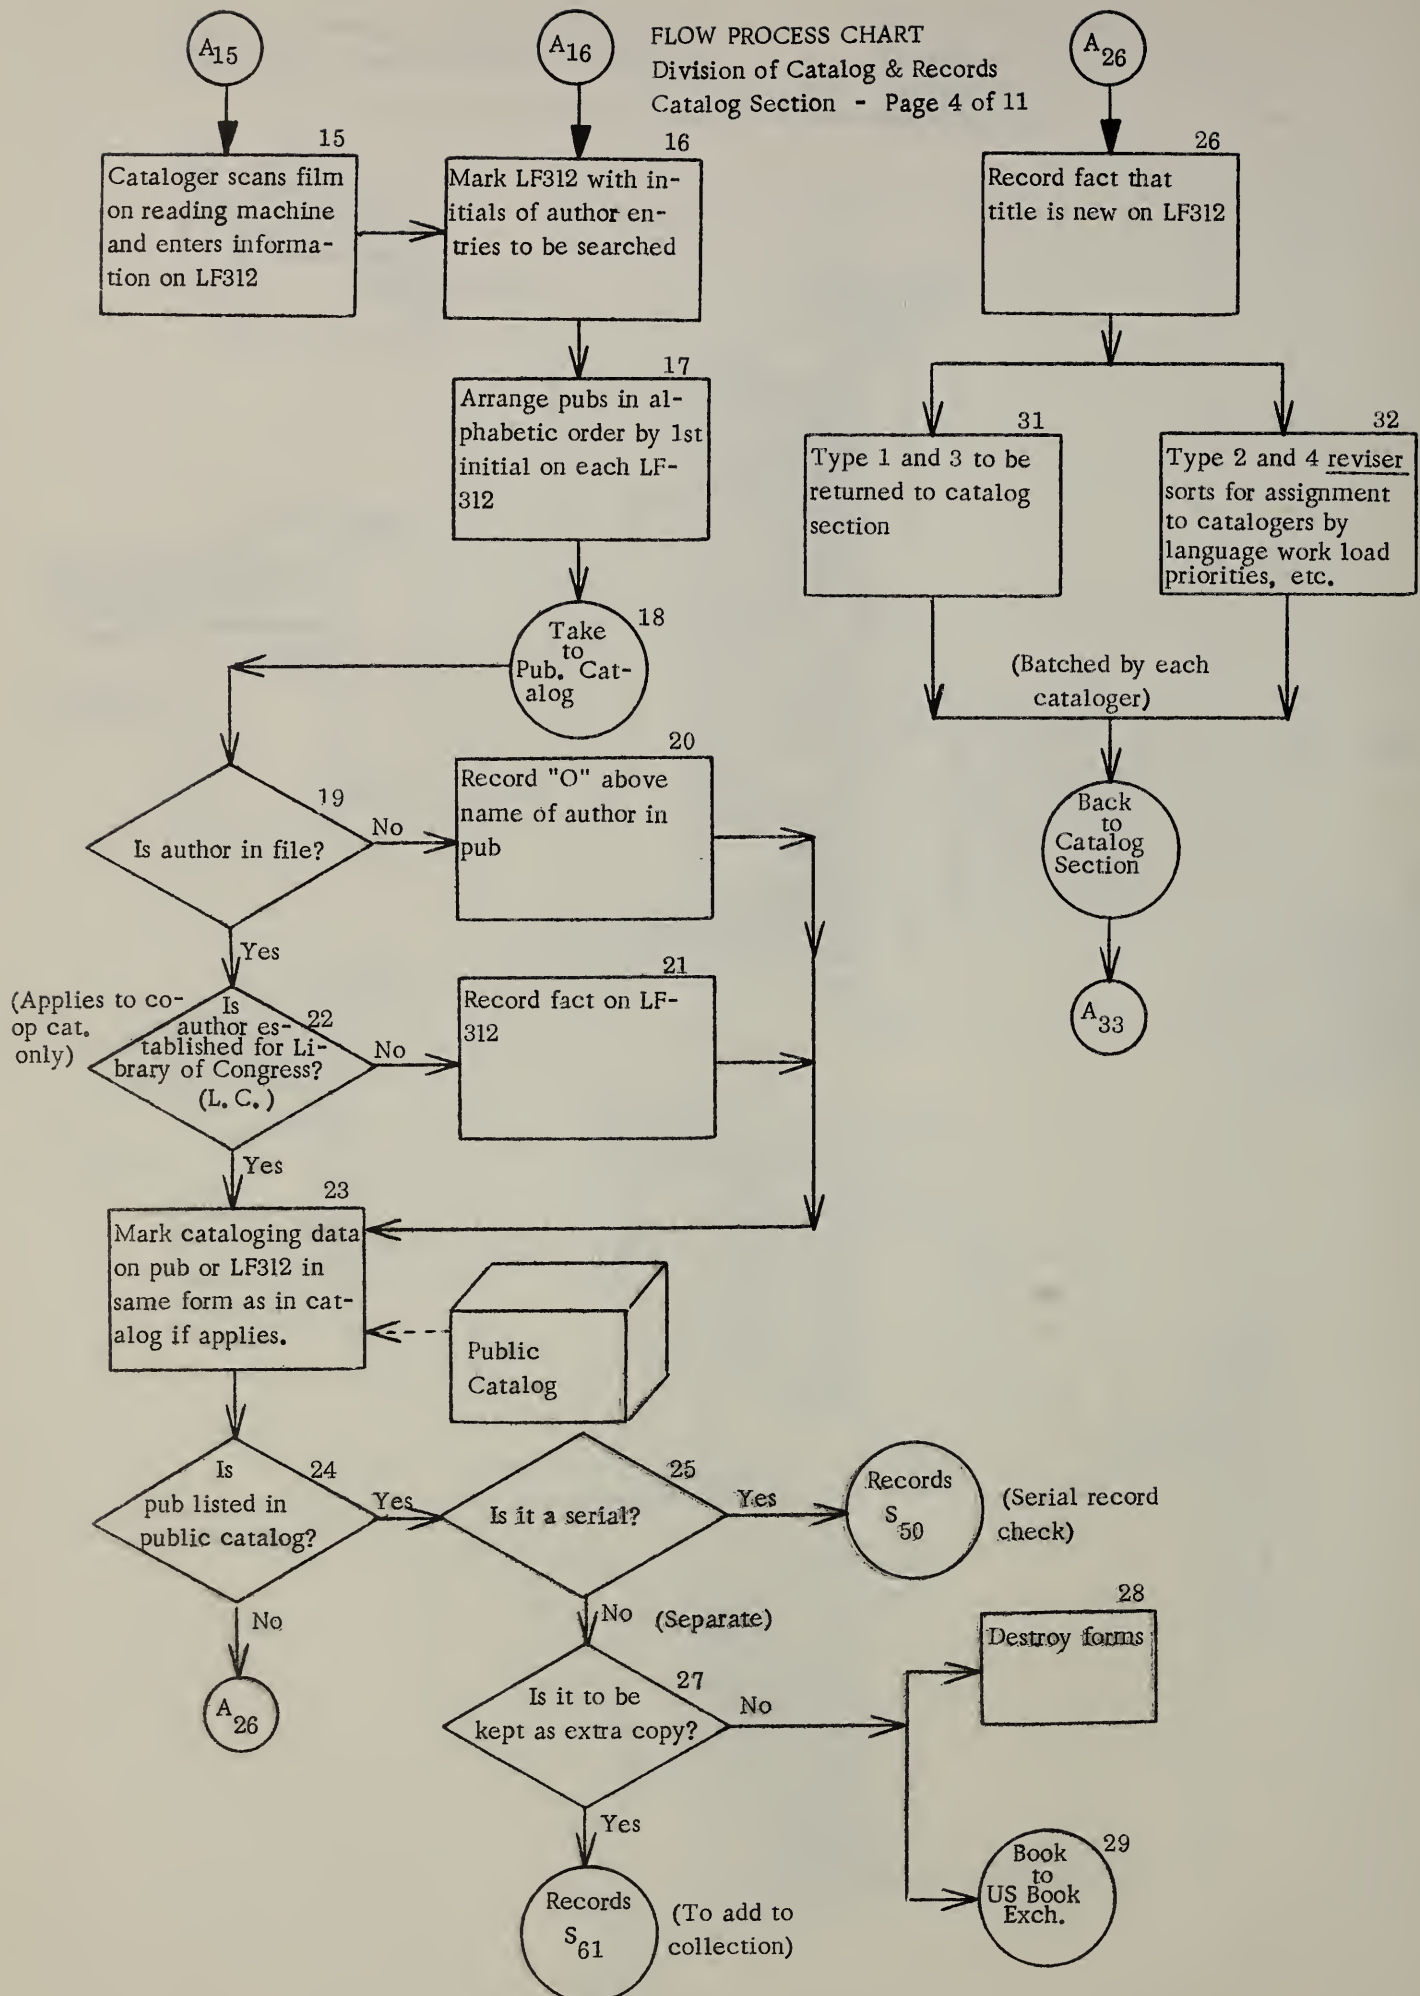 A15
A16
FLOW PROCESS CHART
Division of Catalog & Records
Catalog Section - Page 4 of 11
A26
15
Cataloger scans film
on reading machine
and enters informa-
tion on LF312
16
Mark LF312 with in-
itials of author en-
tries to be searched
26
Record fact that
title is new on LF312
17
Arrange pubs in al-
phabetic order by 1st
initial on each LF-
312
31
Type 1 and 3 to be
returned to catalog
section
32
Type 2 and 4 reviser
sorts for assignment
to catalogers by
language work load
priorities, etc.
18
Take
to
Pub. Cat-
alog
(Batched by each
cataloger)
Back
to
Catalog
Section
A33
19
Is author in file?
No
20
Record "O" above
name of author in
pub
Yes
(Applies to co-
op cat.
only)
22
Is
author es-
tablished for Li-
brary of Congress?
(L. C.)
No
21
Record fact on LF-
312
Yes
23
Mark cataloging data
on pub or LF312 in
same form as in cat-
alog if applies.
Public
Catalog
24
Is
pub listed in
public catalog?
Yes
25
Is it a serial?
Yes
Records
S50
(Serial record
check)
No
A26
No (Separate)
27
Is it to be
kept as extra copy?
No
28
Destroy forms
29
Book
to
US Book
Exch.
Yes
Records
S61
(To add to
collection)